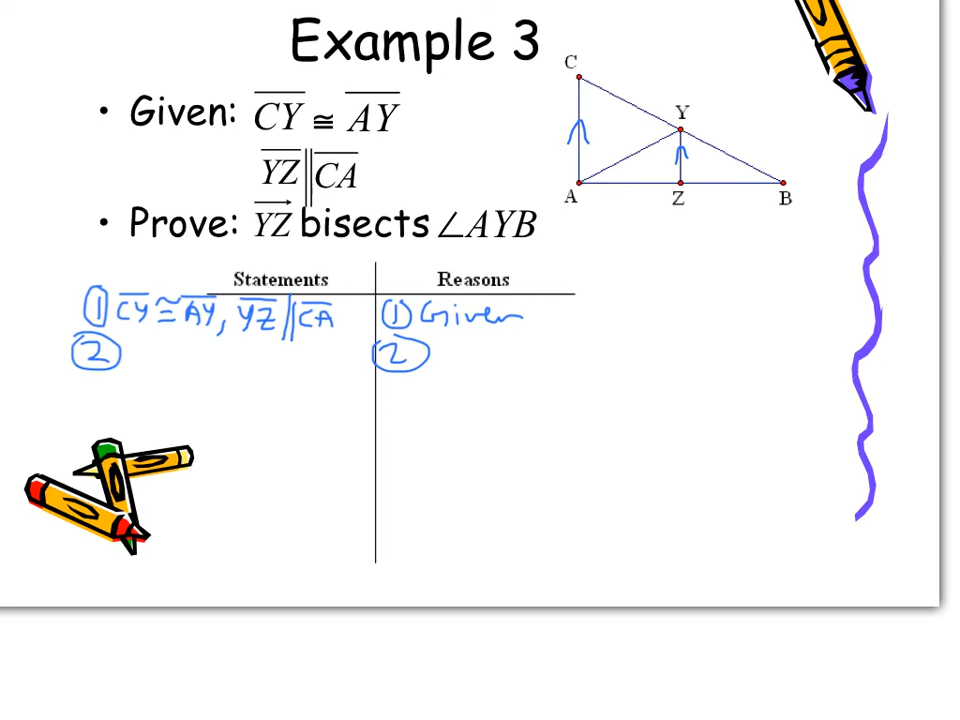 Example 3
• Given: CY ≅ AY
YZ ∥ CA
• Prove: YZ bisects ∠AYB
C
Y
A
Z
B
Statements
Reasons
① CY ≅ AY, YZ ∥ CA
① Given
②
②